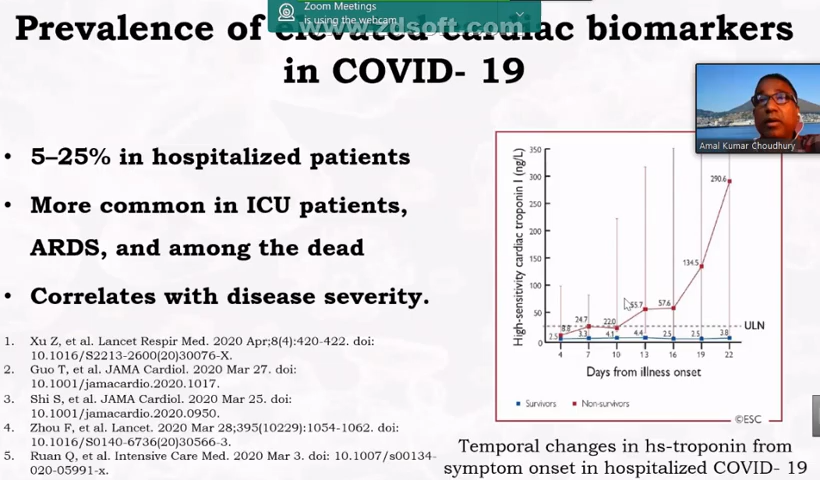 Zoom Meetings
is using the webcam.
www.zdsoft.com
Prevalence of elevated cardiac biomarkers
in COVID- 19
Amal Kumar Choudhury
• 5–25% in hospitalized patients
• More common in ICU patients,
ARDS, and among the dead
• Correlates with disease severity.
1. Xu Z, et al. Lancet Respir Med. 2020 Apr;8(4):420-422. doi:
10.1016/S2213-2600(20)30076-X.
2. Guo T, et al. JAMA Cardiol. 2020 Mar 27. doi:
10.1001/jamacardio.2020.1017.
3. Shi S, et al. JAMA Cardiol. 2020 Mar 25. doi:
10.1001/jamacardio.2020.0950.
4. Zhou F, et al. Lancet. 2020 Mar 28;395(10229):1054-1062. doi:
10.1016/S0140-6736(20)30566-3.
5. Ruan Q, et al. Intensive Care Med. 2020 Mar 3. doi: 10.1007/s00134-
020-05991-x.
High-sensitivity cardiac troponin I (ng/L)
350
300
250
200
150
100
50
0
290.6
134.5
55.7 57.6
24.7 22.0
8.8
ULN
2.5 3.3 4.1 4.4 2.5 2.5 3.8
4 7 10 13 16 19 22
Days from illness onset
Survivors Non-survivors
©ESC
Temporal changes in hs-troponin from
symptom onset in hospitalized COVID- 19